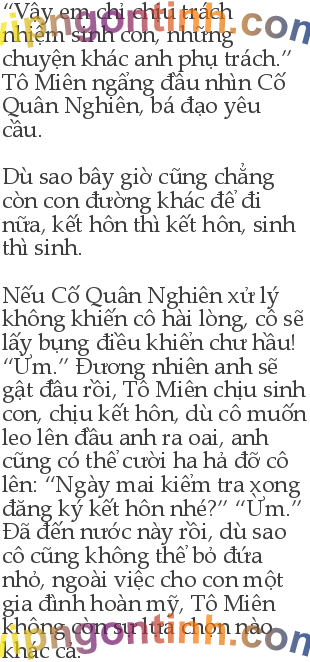 “Vậy em chỉ chịu trách
nhiệm sinh con, những
chuyện khác anh phụ trách.”
Tô Miên ngẩng đầu nhìn Cố
Quân Nghiên, bá đạo yêu
cầu.
Dù sao bây giờ cũng chẳng
còn con đường khác để đi
nữa, kết hôn thì kết hôn, sinh
thì sinh.
Nếu Cố Quân Nghiên xử lý
không khiến cô hài lòng, cô sẽ
lấy bụng điều khiển chư hầu!
“Ừm.” Đương nhiên anh sẽ
gật đầu rồi, Tô Miên chịu sinh
con, chịu kết hôn, dù cô muốn
leo lên đầu anh ra oai, anh
cũng có thể cười ha hả đỡ cô
lên: “Ngày mai kiểm tra xong
đăng ký kết hôn nhé?” “Ừm.”
Đã đến nước này rồi, dù sao
cô cũng không thể bỏ đứa
nhỏ, ngoài việc cho con một
gia đình hoàn mỹ, Tô Miên
không còn sự lựa chọn nào
khác cả.
vipngontinh.com
vipngontinh.com